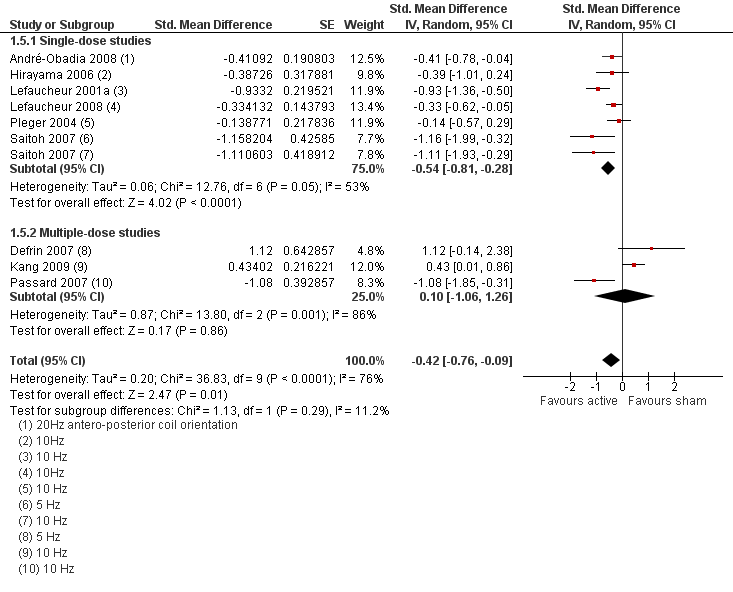 Std. Mean Difference Std. Mean Difference
Study or Subgroup Std. Mean Difference SE Weight IV, Random, 95% CI IV, Random, 95% CI
1.5.1 Single-dose studies
André-Obadia 2008 (1) -0.41092 0.190803 12.5% -0.41 [-0.78, -0.04]
Hirayama 2006 (2) -0.38726 0.317881 9.8% -0.39 [-1.01, 0.24]
Lefaucheur 2001a (3) -0.9332 0.219521 11.9% -0.93 [-1.36, -0.50]
Lefaucheur 2008 (4) -0.334132 0.143793 13.4% -0.33 [-0.62, -0.05]
Pleger 2004 (5) -0.138771 0.217836 11.9% -0.14 [-0.57, 0.29]
Saitoh 2007 (6) -1.158204 0.42585 7.7% -1.16 [-1.99, -0.32]
Saitoh 2007 (7) -1.110603 0.418912 7.8% -1.11 [-1.93, -0.29]
Subtotal (95% CI) 75.0% -0.54 [-0.81, -0.28]
Heterogeneity: Tau² = 0.06; Chi² = 12.76, df = 6 (P = 0.05); I² = 53%
Test for overall effect: Z = 4.02 (P < 0.0001)
1.5.2 Multiple-dose studies
Defrin 2007 (8) 1.12 0.642857 4.8% 1.12 [-0.14, 2.38]
Kang 2009 (9) 0.43402 0.216221 12.0% 0.43 [0.01, 0.86]
Passard 2007 (10) -1.08 0.392857 8.3% -1.08 [-1.85, -0.31]
Subtotal (95% CI) 25.0% 0.10 [-1.06, 1.26]
Heterogeneity: Tau² = 0.87; Chi² = 13.80, df = 2 (P = 0.001); I² = 86%
Test for overall effect: Z = 0.17 (P = 0.86)
Total (95% CI) 100.0% -0.42 [-0.76, -0.09]
Heterogeneity: Tau² = 0.20; Chi² = 36.83, df = 9 (P < 0.0001); I² = 76%
Test for overall effect: Z = 2.47 (P = 0.01)
Test for subgroup differences: Chi² = 1.13, df = 1 (P = 0.29), I² = 11.2%
-2 -1 0 1 2
Favours active Favours sham
(1) 20Hz antero-posterior coil orientation
(2) 10Hz
(3) 10 Hz
(4) 10Hz
(5) 10 Hz
(6) 5 Hz
(7) 10 Hz
(8) 5 Hz
(9) 10 Hz
(10) 10 Hz